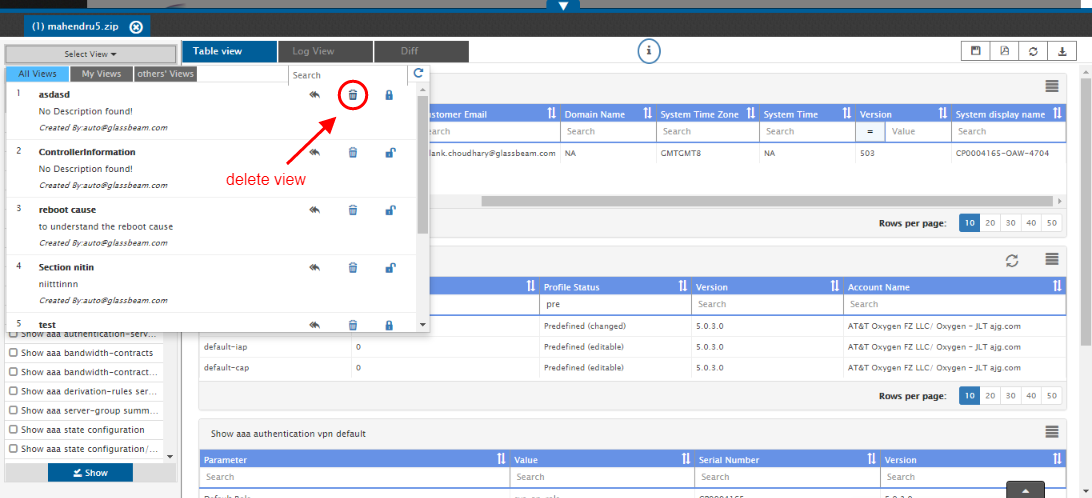 (1) mahendru5.zip
Select View
Table view
Log View
Diff
All Views
My Views
others' Views
Search
1
asdasd
No Description found!
Created By:auto@glassbeam.com
2
ControllerInformation
No Description found!
Created By:auto@glassbeam.com
3
reboot cause
to understand the reboot cause
Created By:auto@glassbeam.com
4
Section nitin
niitttinnn
Created By:auto@glassbeam.com
5
test
delete view
Show aaa authentication-serv...
Show aaa bandwidth-contracts
Show aaa bandwidth-contract...
Show aaa derivation-rules ser...
Show aaa server-group summ...
Show aaa state configuration
Show aaa state configuration/...
Show
Customer Email Domain Name System Time Zone System Time Version System display name
Search Search Search Search = Value Search
lank.choudhary@glassbeam.com NA GMTGMT8 NA 503 CP0004165-OAW-4704
Rows per page: 10 20 30 40 50
Profile Status Version Account Name
pre Search Search
Predefined (changed) 5.0.3.0 AT&T Oxygen FZ LLC/ Oxygen - JLT ajg.com
default-iap 0 Predefined (editable) 5.0.3.0 AT&T Oxygen FZ LLC/ Oxygen - JLT ajg.com
default-cap 0 Predefined (editable) 5.0.3.0 AT&T Oxygen FZ LLC/ Oxygen - JLT ajg.com
Rows per page: 10 20 30 40 50
Show aaa authentication vpn default
Parameter Value Serial Number Version
Search Search Search Search